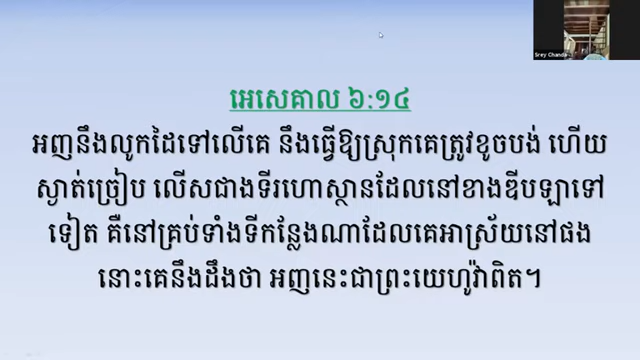 Srey Chanda
អេសេគាល ៦:១៤
អញនឹងលូកដៃទៅលើគេ នឹងធ្វើឱ្យស្រុកគេត្រូវខូចបង់ ហើយ
ស្ងាត់ច្រៀប លើសជាងទីរហោស្ថានដែលនៅខាងឌីបឡាទៅ
ទៀត គឺនៅគ្រប់ទាំងទីកន្លែងណាដែលគេអាស្រ័យនៅផង
នោះគេនឹងដឹងថា អញនេះជាព្រះយេហូវ៉ាពិត។